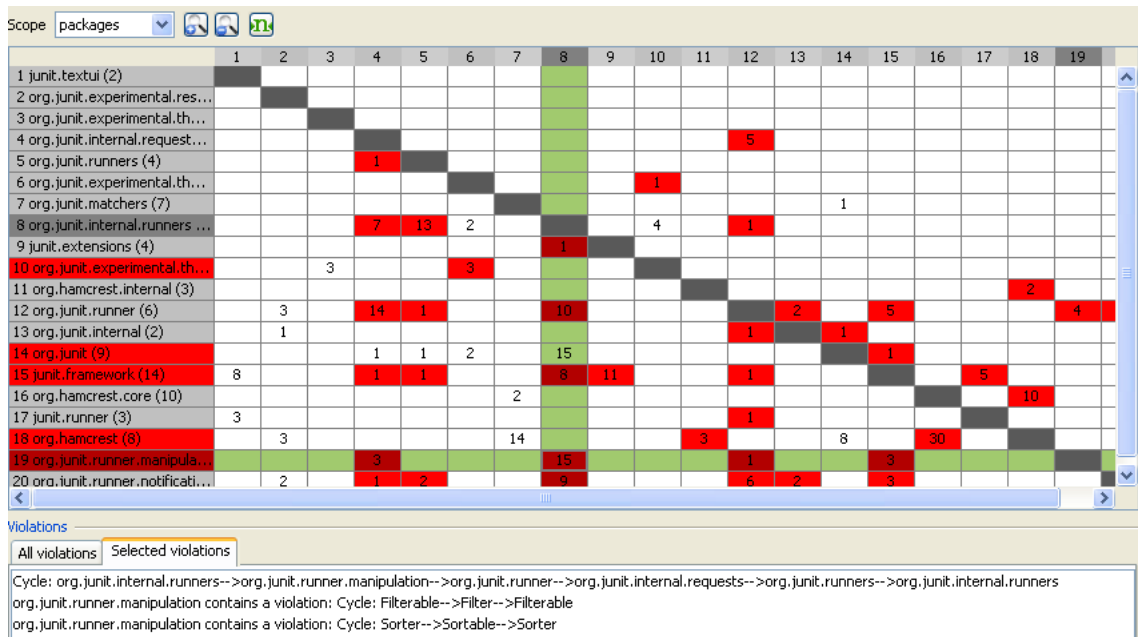 Scope packages
1 2 3 4 5 6 7 8 9 10 11 12 13 14 15 16 17 18 19
1 junit.textui (2)
2 org.junit.experimental.res...
3 org.junit.experimental.th...
4 org.junit.internal.request... 5
5 org.junit.runners (4) 1
6 org.junit.experimental.th... 1
7 org.junit.matchers (7) 1
8 org.junit.internal.runners ... 7 13 2 4 1
9 junit.extensions (4) 1
10 org.junit.experimental.th... 3 3
11 org.hamcrest.internal (3) 2
12 org.junit.runner (6) 3 14 1 10 2 5 4
13 org.junit.internal (2) 1 1 1
14 org.junit (9) 1 1 2 15 1
15 junit.framework (14) 8 1 1 8 11 1 5
16 org.hamcrest.core (10) 2 10
17 junit.runner (3) 3 1
18 org.hamcrest (8) 3 14 3 8 30
19 org.junit.runner.manipula... 3 15 1 3
20 org.junit.runner.notificati... 2 1 2 9 6 2 3
Violations
All violations Selected violations
Cycle: org.junit.internal.runners-->org.junit.runner.manipulation-->org.junit.runner-->org.junit.internal.requests-->org.junit.runners-->org.junit.internal.runners
org.junit.runner.manipulation contains a violation: Cycle: Filterable-->Filter-->Filterable
org.junit.runner.manipulation contains a violation: Cycle: Sorter-->Sortable-->Sorter